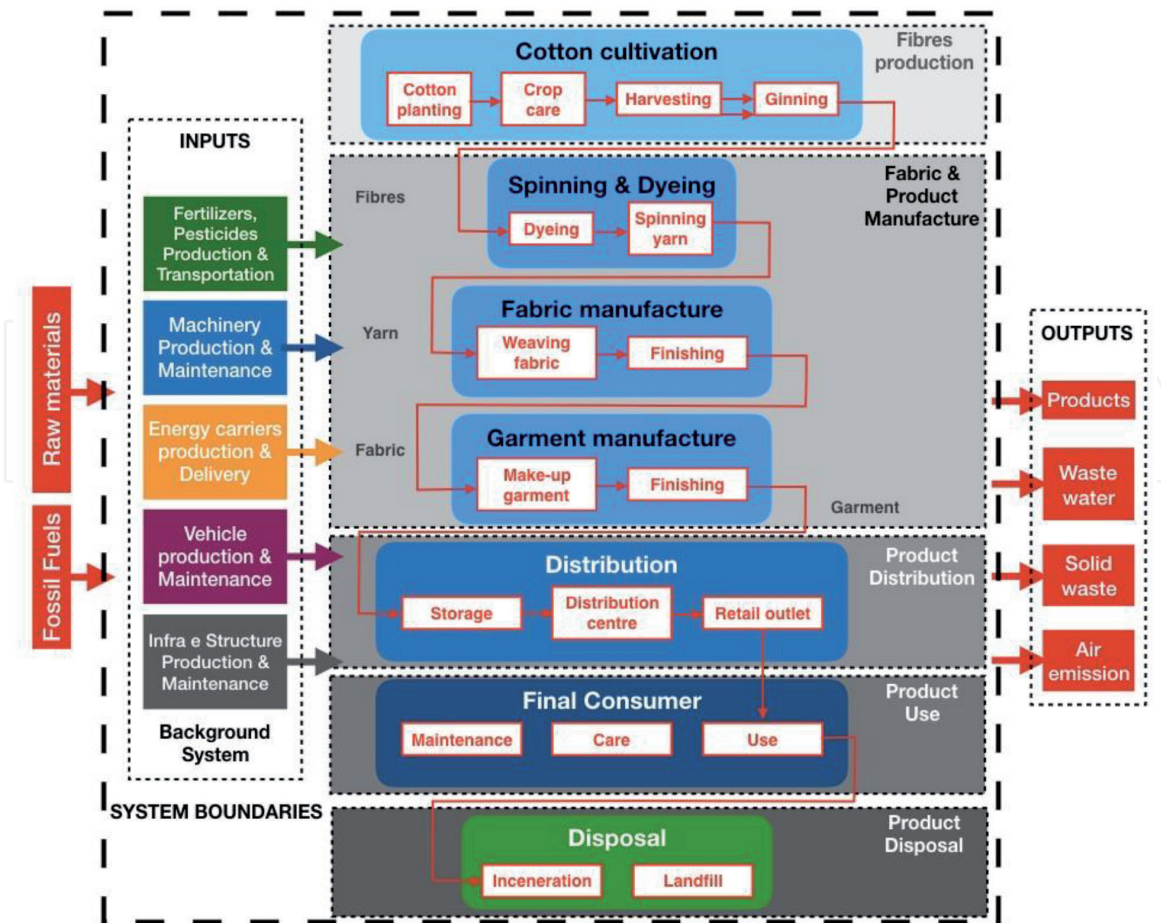 Cotton cultivation
Fibres
production
Cotton
planting
Crop
care
Harvesting
Ginning
INPUTS
Fertilizers,
Pesticides
Production &
Transportation
Machinery
Production &
Maintenance
Energy carriers
production &
Delivery
Vehicle
production &
Maintenance
Infra e Structure
Production &
Maintenance
Background
System
SYSTEM BOUNDARIES
Raw materials
Fossil Fuels
Fibres
Spinning & Dyeing
Fabric &
Product
Manufacture
Dyeing
Spinning
yarn
Yarn
Fabric manufacture
Weaving
fabric
Finishing
Fabric
Garment manufacture
Make-up
garment
Finishing
Garment
Distribution
Product
Distribution
Storage
Distribution
centre
Retail outlet
Final Consumer
Product
Use
Maintenance
Care
Use
Disposal
Product
Disposal
Inceneration
Landfill
OUTPUTS
Products
Waste
water
Solid
waste
Air
emission